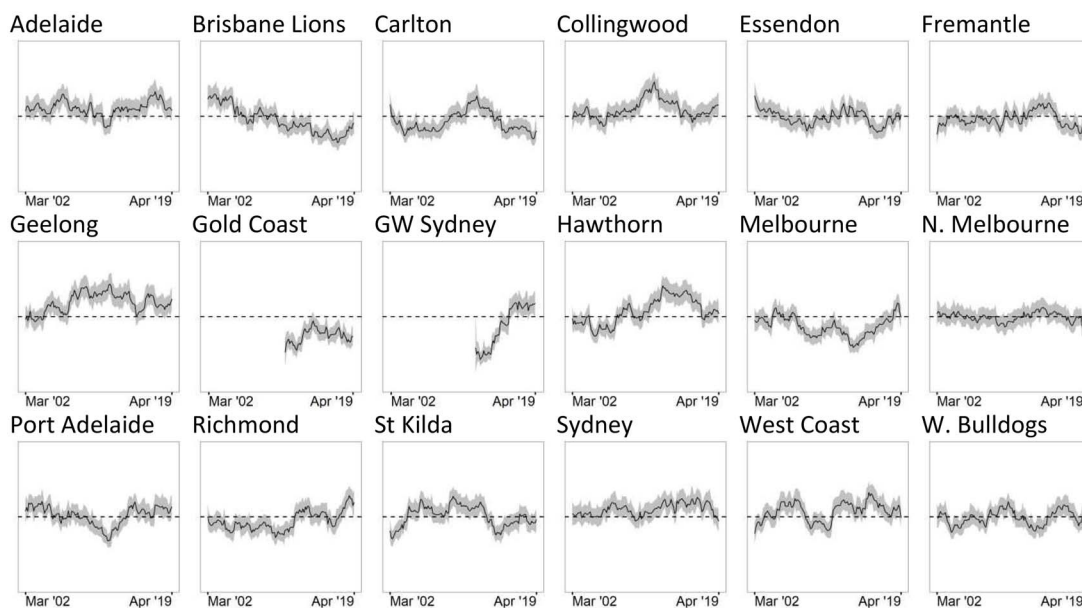 Adelaide Brisbane Lions Carlton Collingwood Essendon Fremantle
Mar '02 Apr '19 Mar '02 Apr '19 Mar '02 Apr '19 Mar '02 Apr '19 Mar '02 Apr '19 Mar '02 Apr '19
Geelong Gold Coast GW Sydney Hawthorn Melbourne N. Melbourne
Mar '02 Apr '19 Mar '02 Apr '19 Mar '02 Apr '19 Mar '02 Apr '19 Mar '02 Apr '19 Mar '02 Apr '19
Port Adelaide Richmond St Kilda Sydney West Coast W. Bulldogs
Mar '02 Apr '19 Mar '02 Apr '19 Mar '02 Apr '19 Mar '02 Apr '19 Mar '02 Apr '19 Mar '02 Apr '19